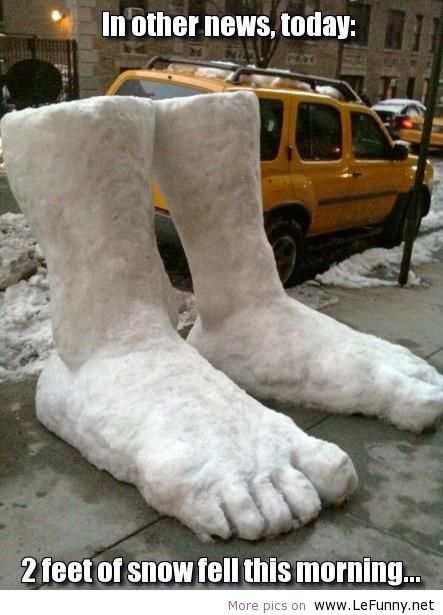 In other news, today:
2 feet of snow fell this morning...
More pics on www.LeFunny.net